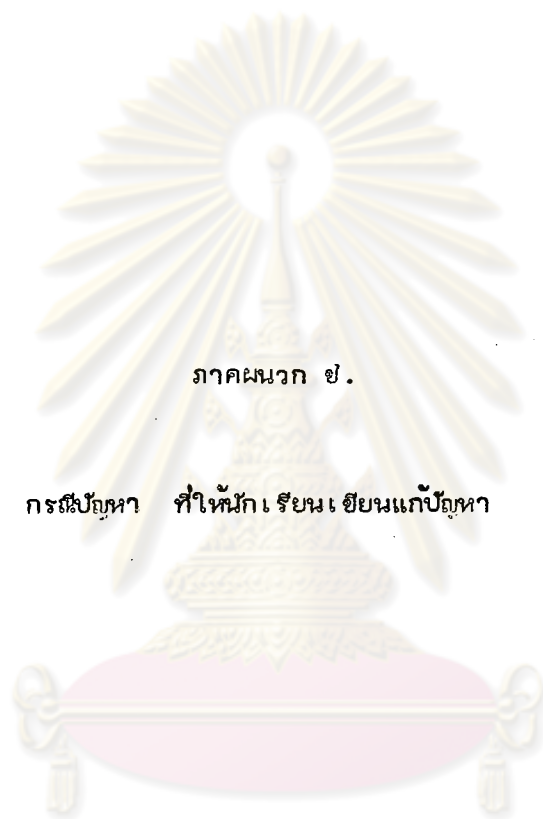 ภาคผนวก ช.
กรณีปัญหา ที่ให้นักเรียนเขียนแก้ปัญหา